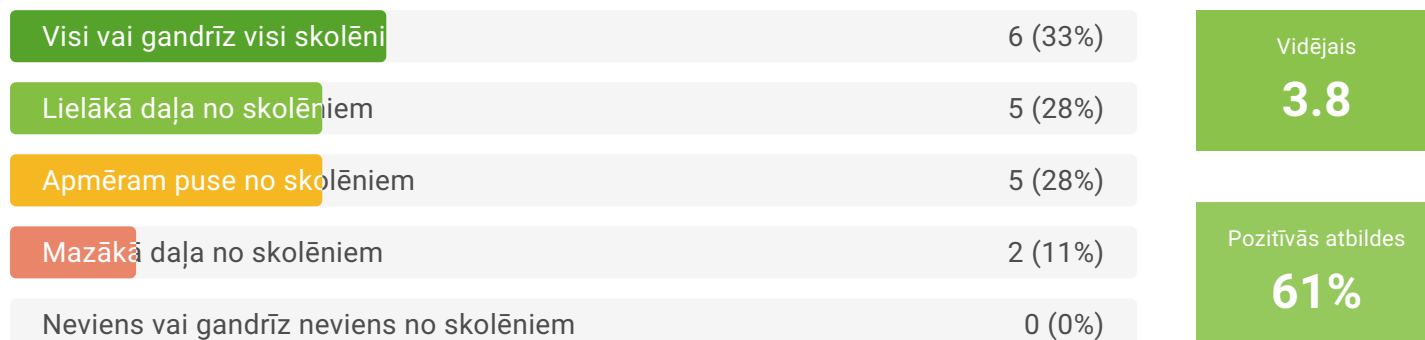 Visi vai gandrīz visi skolēni 6 (33%)
Lielākā daļa no skolēniem 5 (28%)
Apmēram puse no skolēniem 5 (28%)
Mazākā daļa no skolēniem 2 (11%)
Neviens vai gandrīz neviens no skolēniem 0 (0%)
Vidējais
3.8
Pozitīvās atbildes
61%